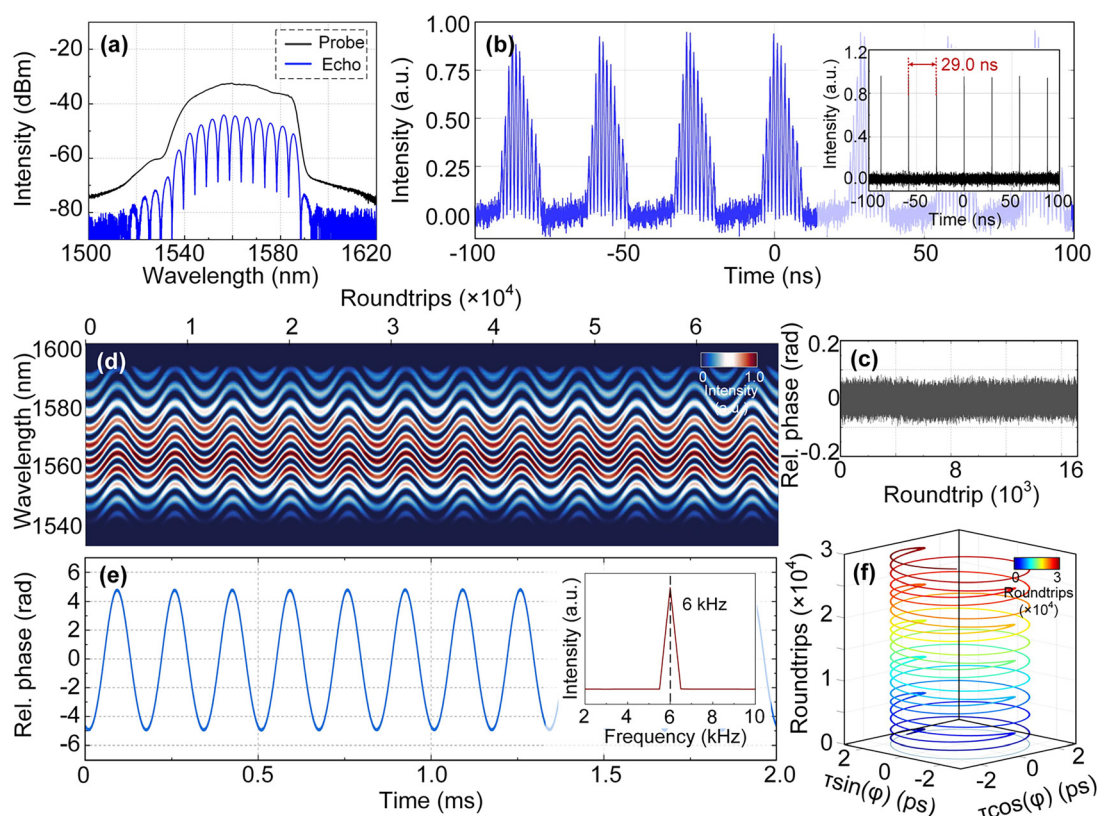 (a)
Probe
Echo
Intensity (dBm)
-20
-40
-60
-80
1500 1540 1580 1620
Wavelength (nm)
(b)
Intensity (a.u.)
1.00
0.75
0.50
0.25
0.00
-100 -50 0 50 100
Time (ns)
Intensity (a.u.)
1.2
0.8
0.4
0.0
29.0 ns
-100 -50 0 50 100
Time (ns)
Roundtrips (×10⁴)
0 1 2 3 4 5 6
(d)
Wavelength (nm)
1600
1580
1560
1540
0 1.0
Intensity
(a.u.)
(c)
Rel. phase (rad)
0.2
0
-0.2
0 8 16
Roundtrip (10³)
(e)
Rel. phase (rad)
6
4
2
0
-2
-4
-6
0 0.5 1.0 1.5 2.0
Time (ms)
Intensity (a.u.)
6 kHz
2 4 6 8 10
Frequency (kHz)
(f)
Roundtrips (×10⁴)
3
2
1
0
0 3
Roundtrips
(×10⁴)
2 0 -2
τsin(φ) (ps)
-2 0 2
τcos(φ) (ps)